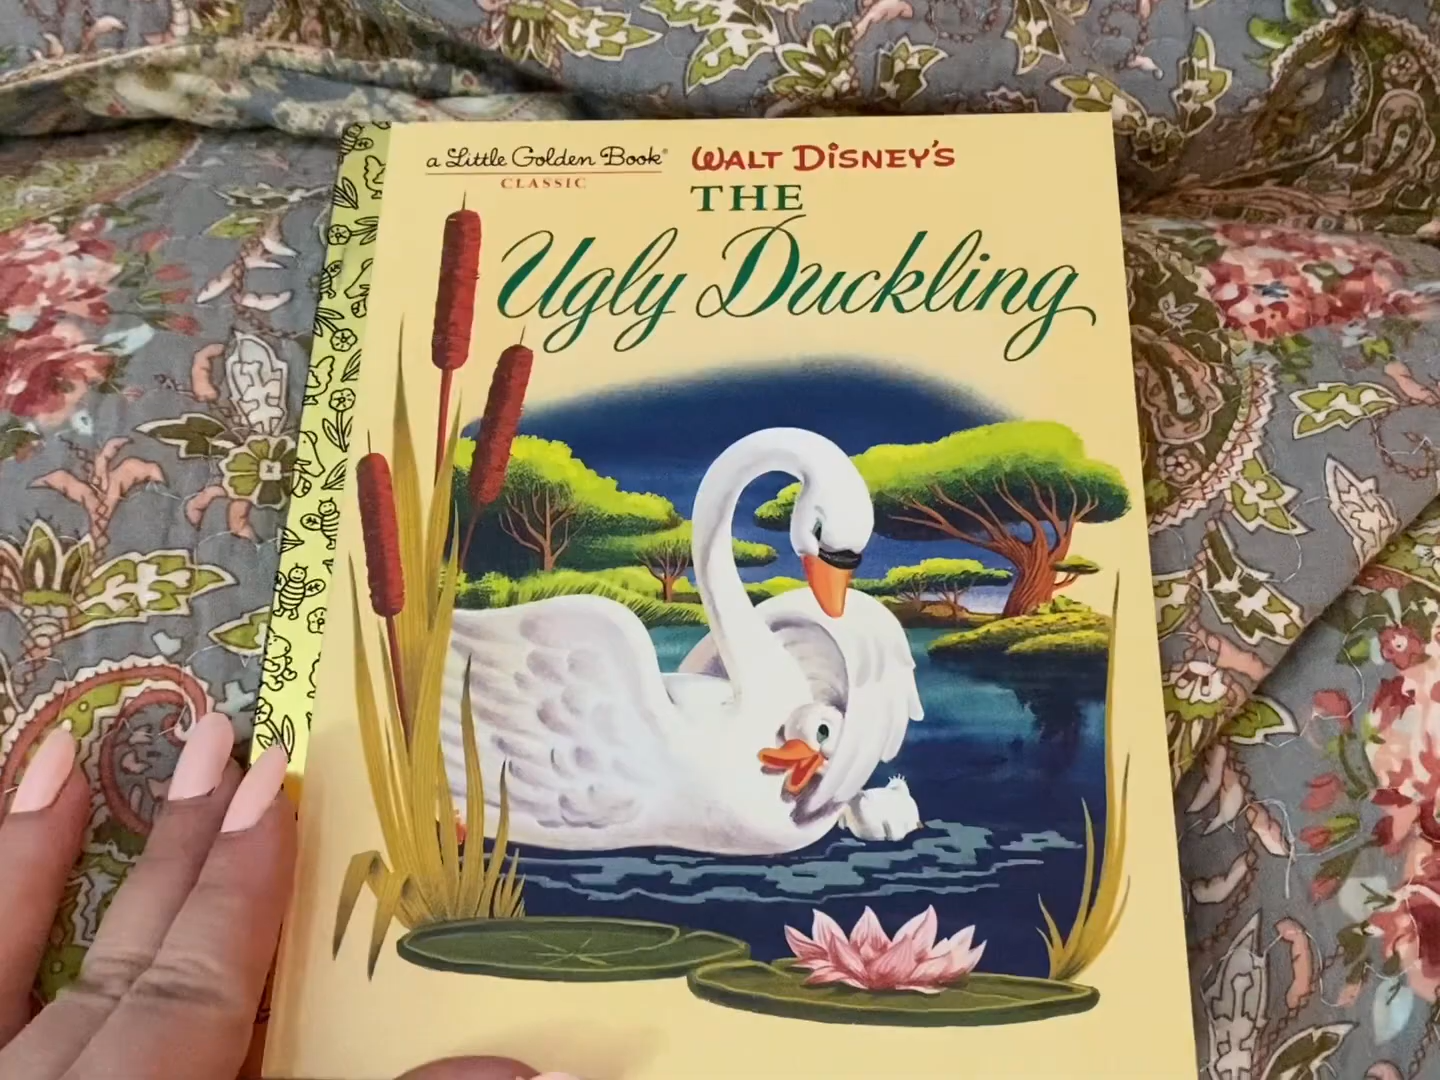 a Little Golden Book®
CLASSIC
WALT DISNEY'S
THE
Ugly Duckling